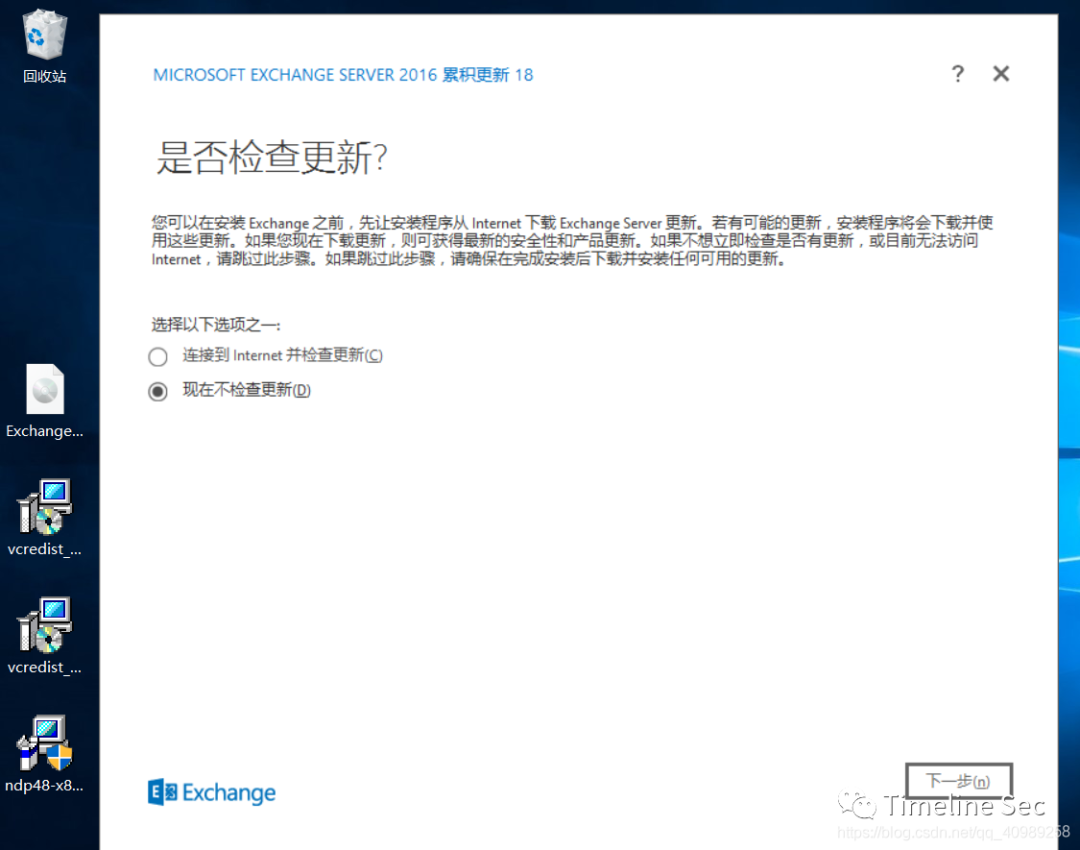 回收站
MICROSOFT EXCHANGE SERVER 2016 累积更新 18
?
是否检查更新?
您可以在安装 Exchange 之前，先让安装程序从 Internet 下载 Exchange Server 更新。若有可能的更新，安装程序将会下载并使
用这些更新。如果您现在下载更新，则可获得最新的安全性和产品更新。如果不想立即检查是否有更新，或目前无法访问
Internet，请跳过此步骤。如果跳过此步骤，请确保在完成安装后下载并安装任何可用的更新。
选择以下选项之一:
连接到 Internet 并检查更新(C)
现在不检查更新(D)
Exchange...
vcredist_...
vcredist_...
ndp48-x8...
E Exchange
下一步(n)
Timeline Sec
https://blog.csdn.net/qq_40989258